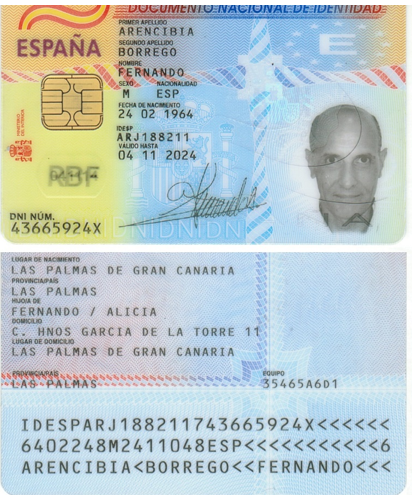 DOCUMENTO NACIONAL DE IDENTIDAD
ESPAÑA
PRIMER APELLIDO
ARENCIBIA
SEGUNDO APELLIDO
BORREGO
NOMBRE
FERNANDO
SEXO NACIONALIDAD
M ESP
FECHA DE NACIMIENTO
24 02 1964
IDESP
ARJ188211
VALIDO HASTA
04 11 2024
RBF
DNI NÚM.
43665924X
E
LUGAR DE NACIMIENTO
LAS PALMAS DE GRAN CANARIA
PROVINCIA/PAÍS
LAS PALMAS
HIJO/A DE
FERNANDO / ALICIA
DOMICILIO
C. HNOS GARCIA DE LA TORRE 11
LUGAR DE DOMICILIO
LAS PALMAS DE GRAN CANARIA
PROVINCIA/PAÍS EQUIPO
LAS PALMAS 35465A6D1
IDESPARJ188211743665924X<<<<<<
6402248M2411048ESP<<<<<<<<<<<6
ARENCIBIA<BORREGO<<FERNANDO<<<